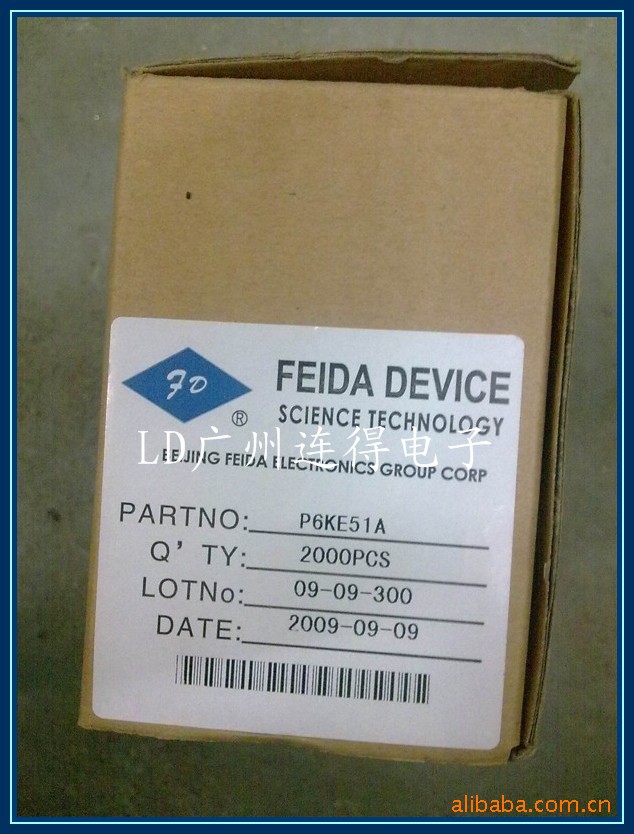 FD
®
FEIDA DEVICE
SCIENCE TECHNOLOGY
LD广州连得电子
BEIJING FEIDA ELECTRONICS GROUP CORP
PARTNO: P6KE51A
Q'TY: 2000PCS
LOTNo: 09-09-300
DATE: 2009-09-09
alibaba.com.cn